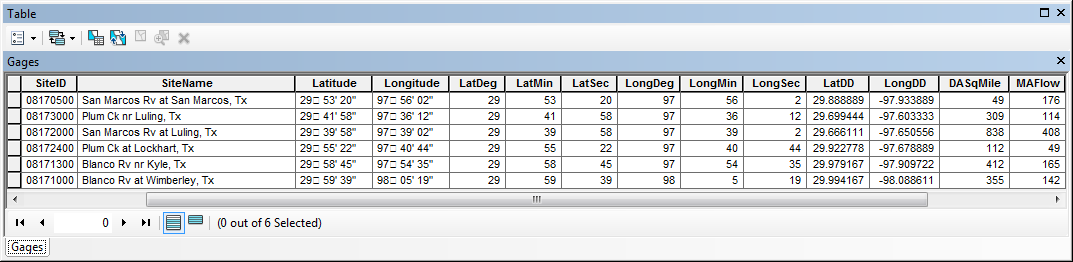 Table
Gages
SiteID SiteName Latitude Longitude LatDeg LatMin LatSec LongDeg LongMin LongSec LatDD LongDD DASqMile MAFlow
08170500 San Marcos Rv at San Marcos, Tx 29□ 53' 20" 97□ 56' 02" 29 53 20 97 56 2 29.888889 -97.933889 49 176
08173000 Plum Ck nr Luling, Tx 29□ 41' 58" 97□ 36' 12" 29 41 58 97 36 12 29.699444 -97.603333 309 114
08172000 San Marcos Rv at Luling, Tx 29□ 39' 58" 97□ 39' 02" 29 39 58 97 39 2 29.666111 -97.650556 838 408
08172400 Plum Ck at Lockhart, Tx 29□ 55' 22" 97□ 40' 44" 29 55 22 97 40 44 29.922778 -97.678889 112 49
08171300 Blanco Rv nr Kyle, Tx 29□ 58' 45" 97□ 54' 35" 29 58 45 97 54 35 29.979167 -97.909722 412 165
08171000 Blanco Rv at Wimberley, Tx 29□ 59' 39" 98□ 05' 19" 29 59 39 98 5 19 29.994167 -98.088611 355 142
0 (0 out of 6 Selected)
Gages